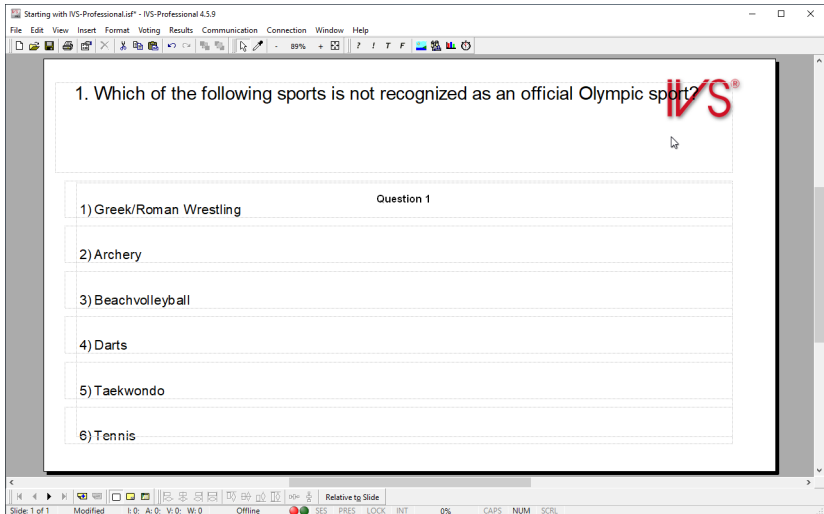 Starting with IVS-Professional.isf* - IVS-Professional 4.5.9
File Edit View Insert Format Voting Results Communication Connection Window Help
- 89% + ? ! T F
1. Which of the following sports is not recognized as an official Olympic sport?
IVS®
Question 1
1) Greek/Roman Wrestling
2) Archery
3) Beachvolleyball
4) Darts
5) Taekwondo
6) Tennis
Relative to Slide
Slide: 1 of 1 Modified I: 0: A: 0: V: 0: W: 0 Offline SES PRES LOCK INT 0% CAPS NUM SCRL